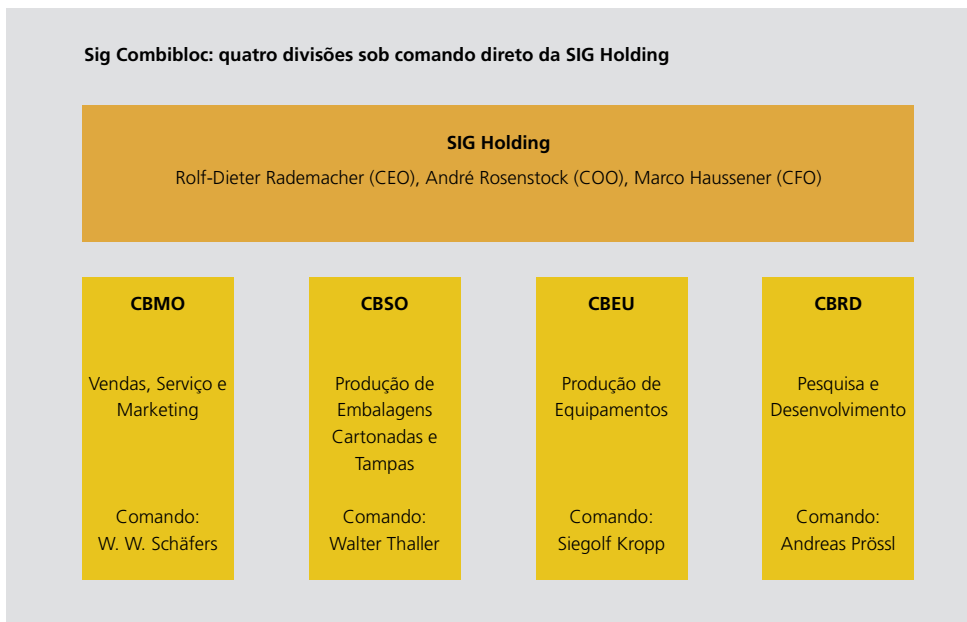 Sig Combibloc: quatro divisões sob comando direto da SIG Holding
SIG Holding
Rolf-Dieter Rademacher (CEO), André Rosenstock (COO), Marco Haussener (CFO)
CBMO
Vendas, Serviço e
Marketing
Comando:
W. W. Schäfers
CBSO
Produção de
Embalagens
Cartonadas e
Tampas
Comando:
Walter Thaller
CBEU
Produção de
Equipamentos
Comando:
Siegolf Kropp
CBRD
Pesquisa e
Desenvolvimento
Comando:
Andreas Prössl